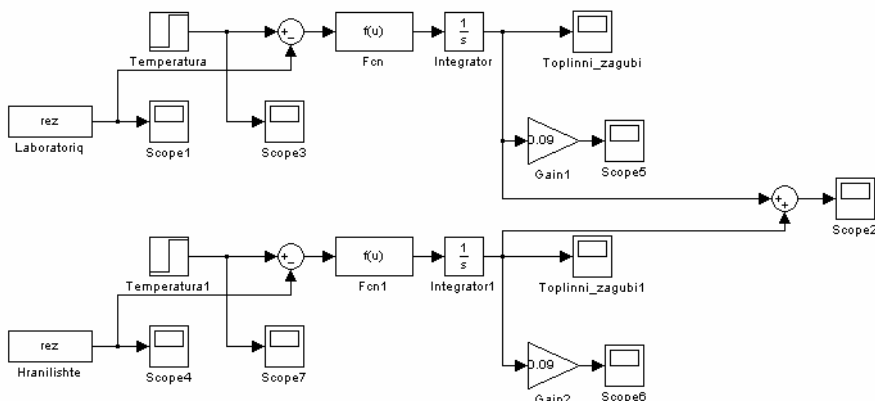 f(u)
1
s
Temperatura
Fcn
Integrator
Toplinni_zagubi
rez
0.09
Laboratoriq
Scope1
Scope3
Gain1
Scope5
Scope2
f(u)
1
s
Temperatura1
Fcn1
Integrator1
Toplinni_zagubi1
rez
0.09
Hranilishte
Scope4
Scope7
Gain2
Scope6